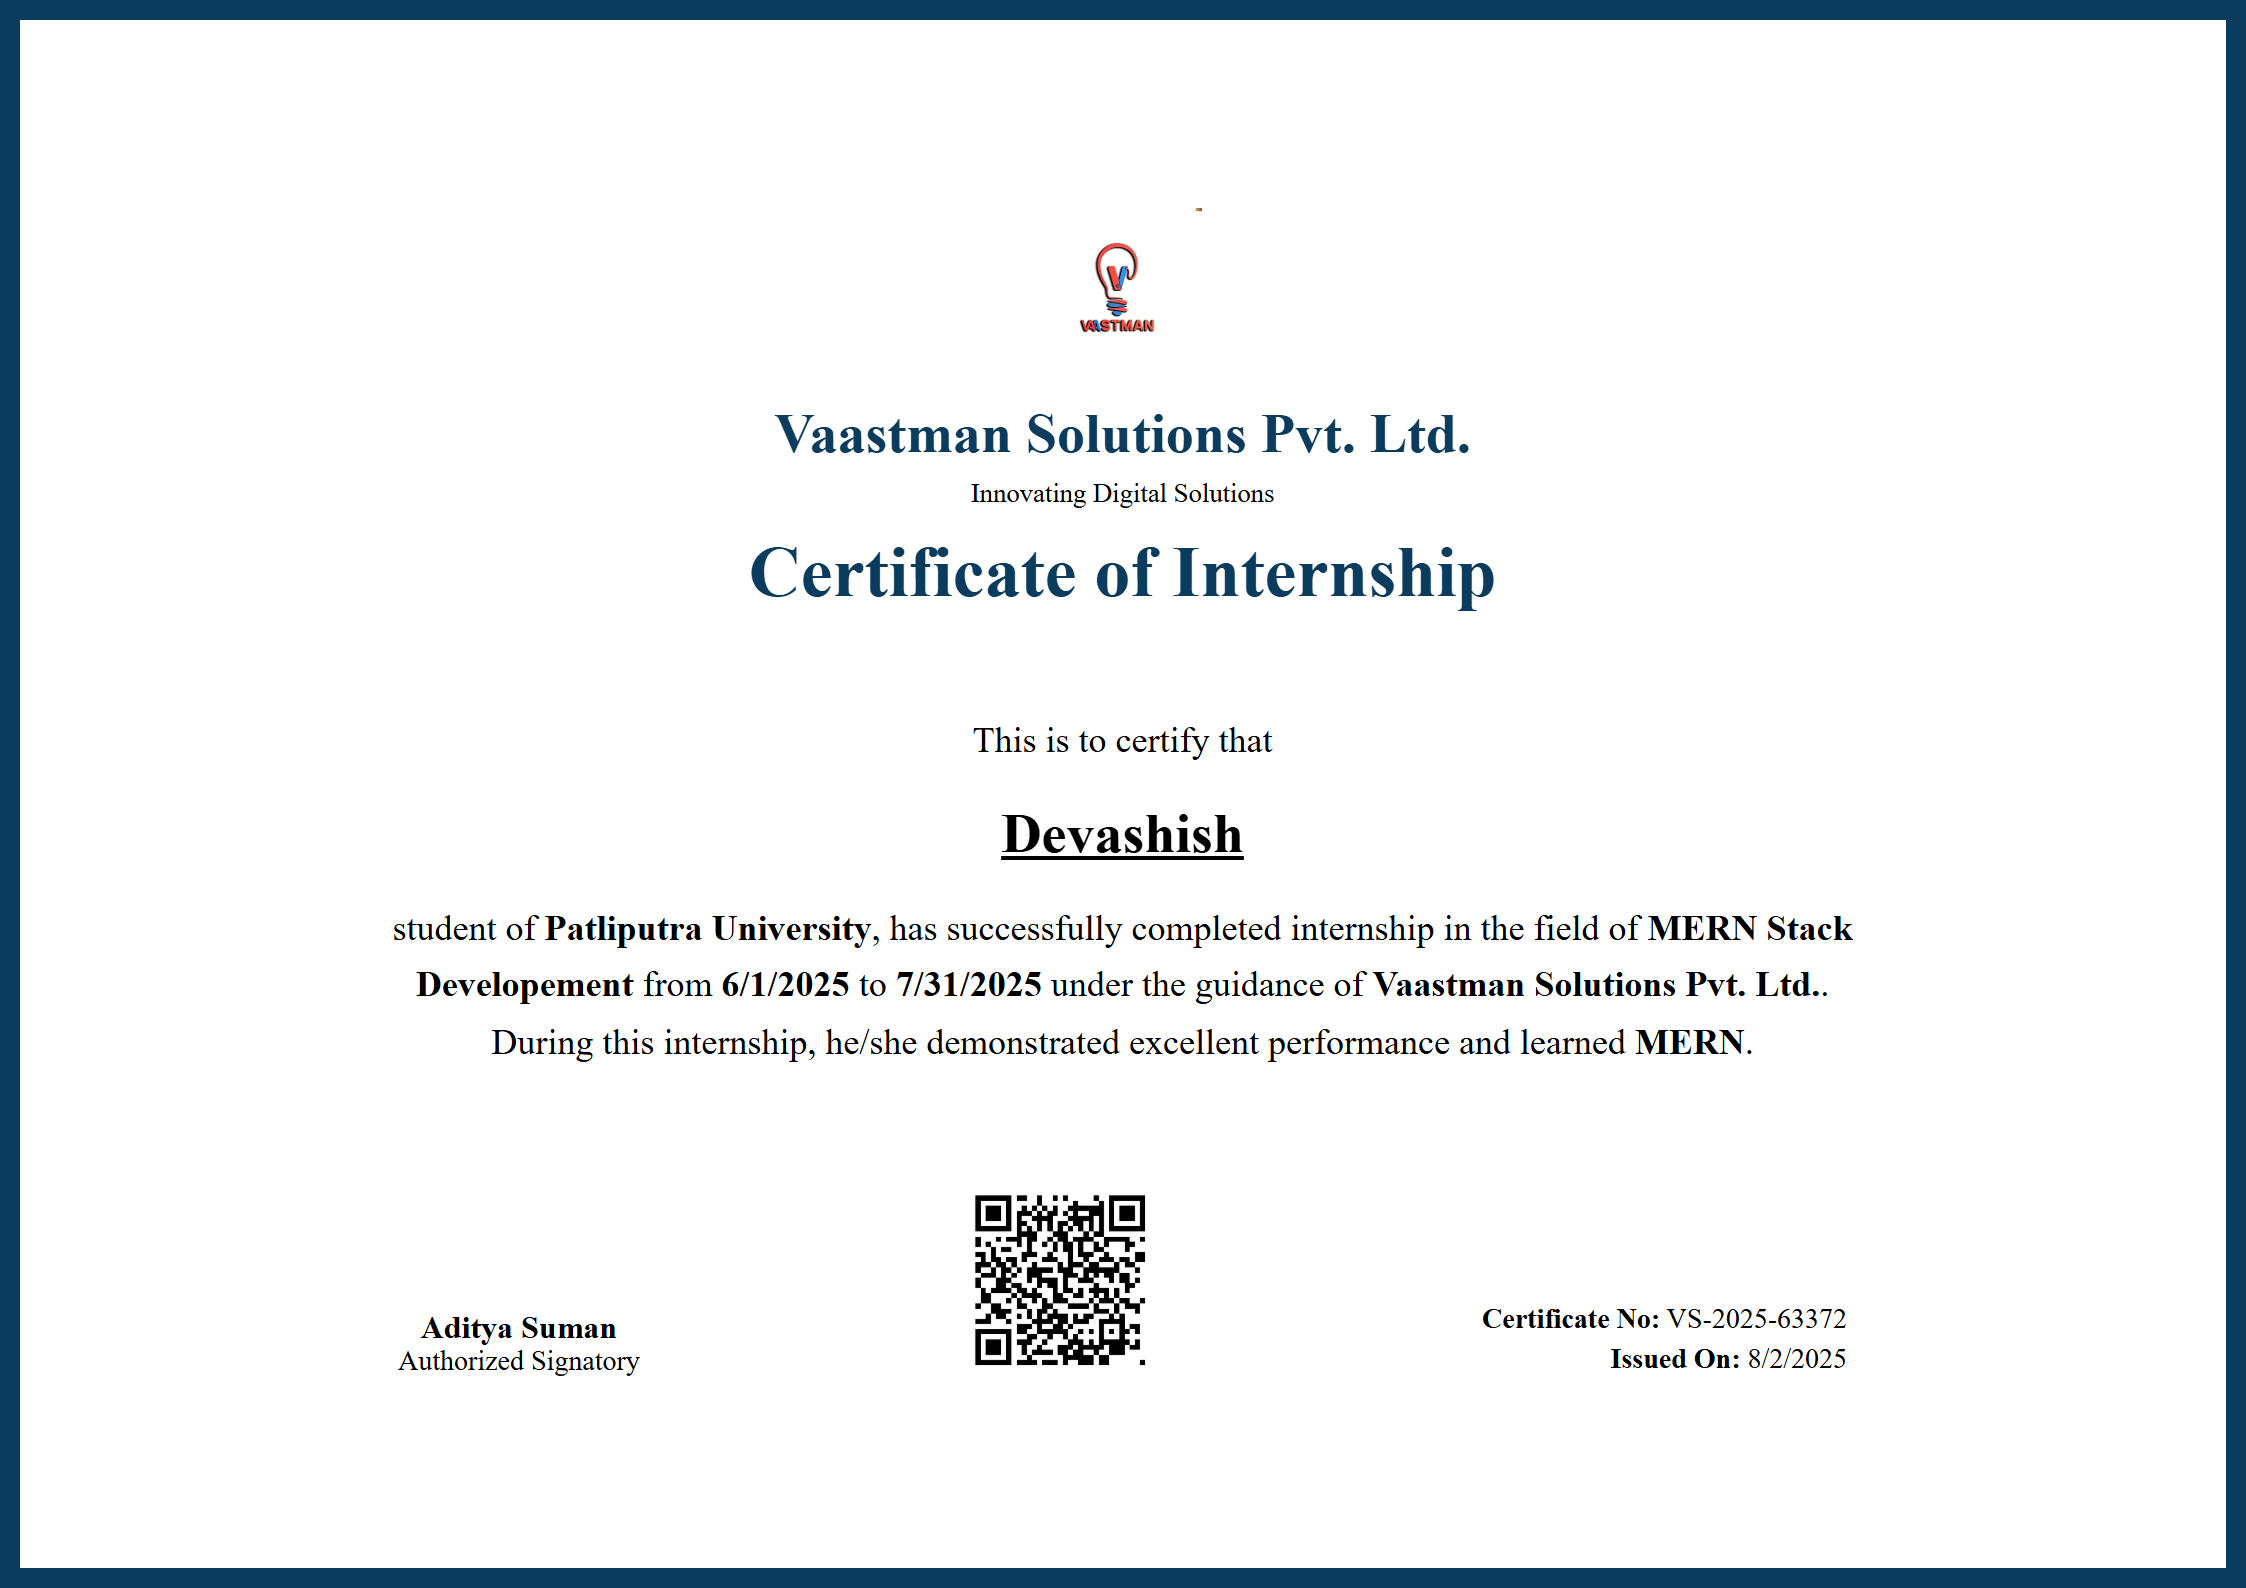 VAASTMAN
Vaastman Solutions Pvt. Ltd.
Innovating Digital Solutions
Certificate of Internship
This is to certify that
Devashish
student of Patliputra University, has successfully completed internship in the field of MERN Stack
Developement from 6/1/2025 to 7/31/2025 under the guidance of Vaastman Solutions Pvt. Ltd..
During this internship, he/she demonstrated excellent performance and learned MERN.
Aditya Suman
Authorized Signatory
Certificate No: VS-2025-63372
Issued On: 8/2/2025